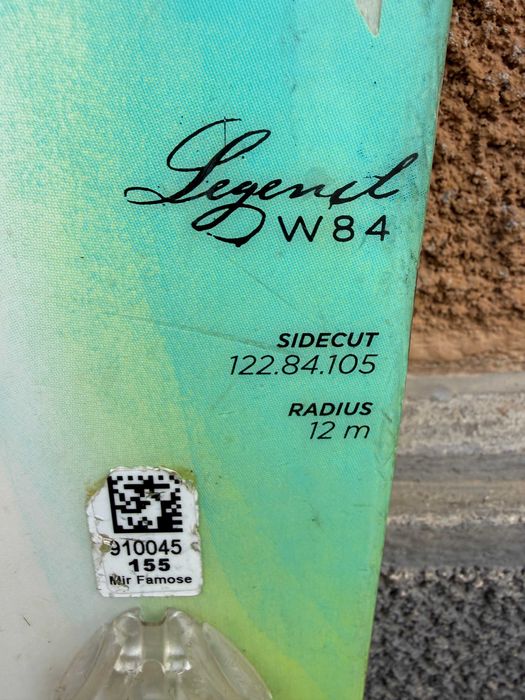 Legend
W84
SIDECUT
122.84.105
RADIUS
12 m
910045
155
Mir Famose